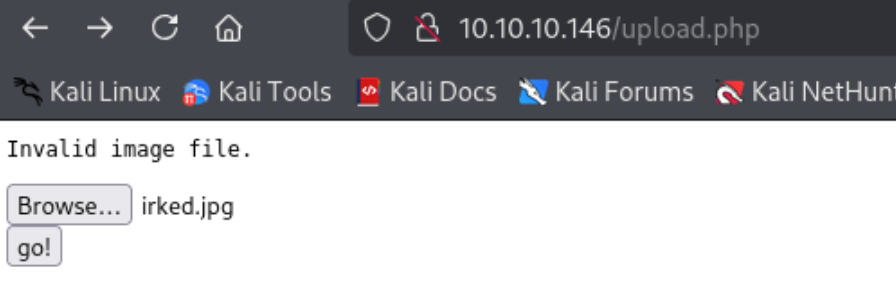 10.10.10.146/upload.php
Kali Linux Kali Tools Kali Docs Kali Forums Kali NetHun
Invalid image file.
Browse... irked.jpg
go!